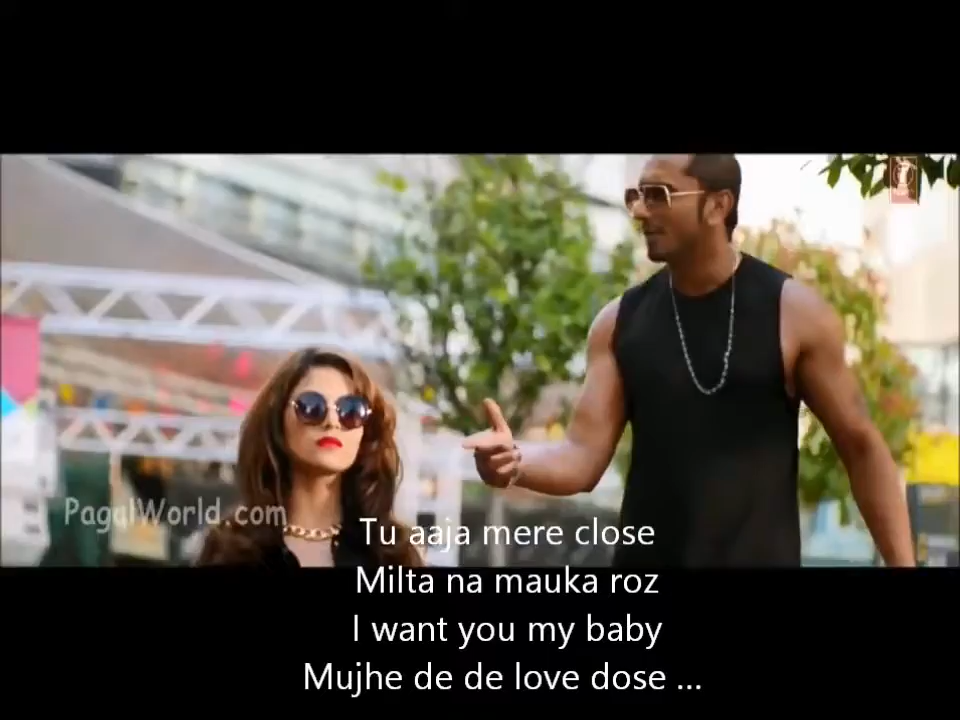 PagalWorld.com
Tu aaja mere close
Milta na mauka roz
I want you my baby
Mujhe de de love dose ...